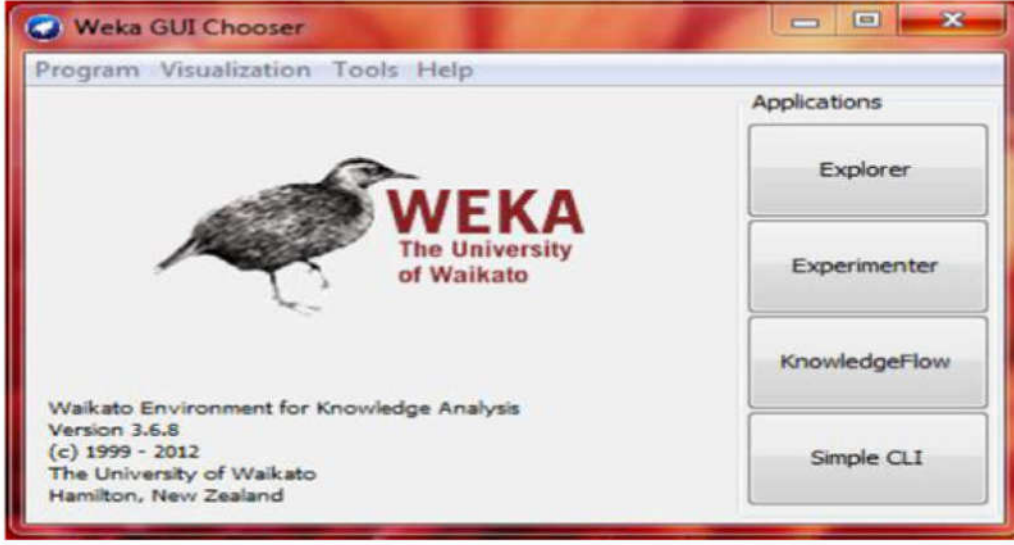 Weka GUI Chooser
Program Visualization Tools Help
Applications
Explorer
Experimenter
KnowledgeFlow
Simple CLI
WEKA
The University
of Waikato
Waikato Environment for Knowledge Analysis
Version 3.6.8
(c) 1999 - 2012
The University of Waikato
Hamilton, New Zealand